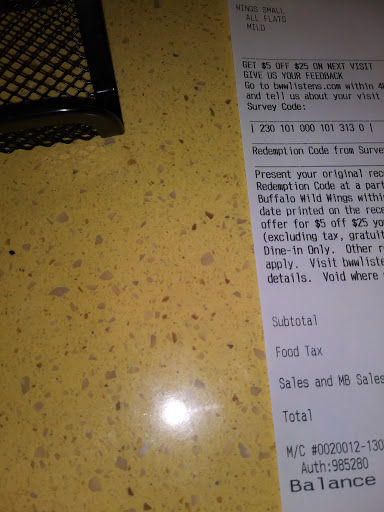 WINGS SMALL
ALL FLATS
MILD
GET $5 OFF $25 ON NEXT VISIT
GIVE US YOUR FEEDBACK
Go to bwwlistens.com within
and tell us about your visit
Survey Code:
| 230 101 000 101 313 0 |
Redemption Code from Surve
Present your original rec
Redemption Code at a part
Buffalo Wild Wings withi
date printed on the rece
offer for $5 off $25 yo
(excluding tax, gratuit
Dine-in Only. Other r
apply. Visit bwwliste
details. Void where
Subtotal
Food Tax
Sales and MB Sales
Total
M/C #0020012-130
Auth:985280
Balance